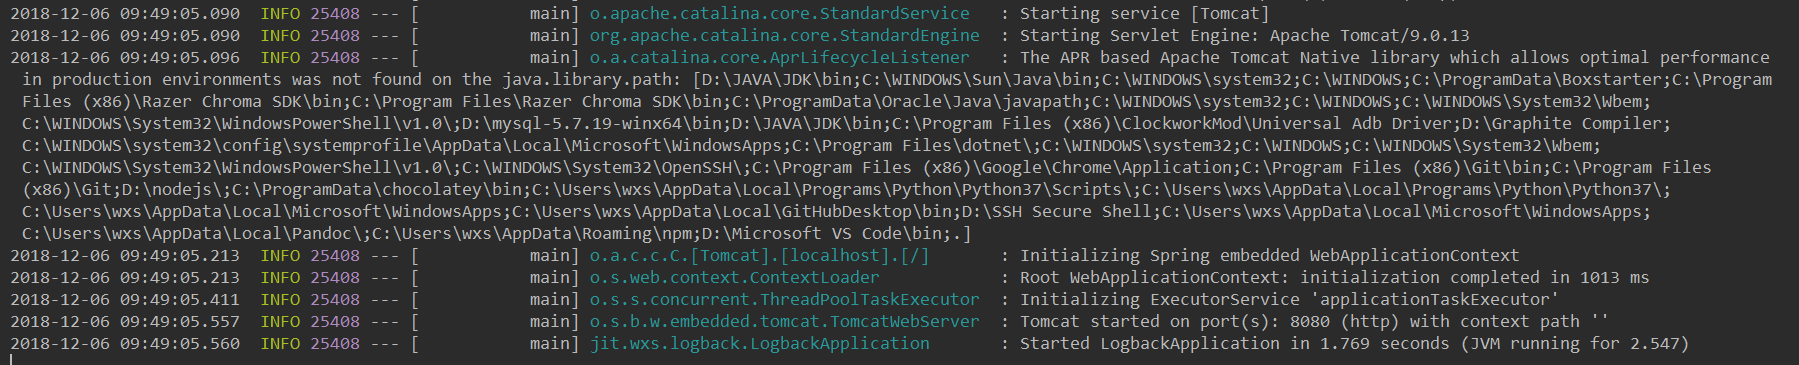 2018-12-06 09:49:05.090  INFO 25408 --- [           main] o.apache.catalina.core.StandardService   : Starting service [Tomcat]
2018-12-06 09:49:05.090  INFO 25408 --- [           main] org.apache.catalina.core.StandardEngine  : Starting Servlet Engine: Apache Tomcat/9.0.13
2018-12-06 09:49:05.096  INFO 25408 --- [           main] o.a.catalina.core.AprLifecycleListener   : The APR based Apache Tomcat Native library which allows optimal performance
in production environments was not found on the java.library.path: [D:\JAVA\JDK\bin;C:\WINDOWS\Sun\Java\bin;C:\WINDOWS\system32;C:\WINDOWS;C:\ProgramData\Boxstarter;C:\Program
Files (x86)\Razer Chroma SDK\bin;C:\Program Files\Razer Chroma SDK\bin;C:\ProgramData\Oracle\Java\javapath;C:\WINDOWS\system32;C:\WINDOWS;C:\WINDOWS\System32\Wbem;
C:\WINDOWS\System32\WindowsPowerShell\v1.0\;D:\mysql-5.7.19-winx64\bin;D:\JAVA\JDK\bin;C:\Program Files (x86)\ClockworkMod\Universal Adb Driver;D:\Graphite Compiler;
C:\WINDOWS\system32\config\systemprofile\AppData\Local\Microsoft\WindowsApps;C:\Program Files\dotnet\;C:\WINDOWS\system32;C:\WINDOWS;C:\WINDOWS\System32\Wbem;
C:\WINDOWS\System32\WindowsPowerShell\v1.0\;C:\WINDOWS\System32\OpenSSH\;C:\Program Files (x86)\Google\Chrome\Application;C:\Program Files (x86)\Git\bin;C:\Program Files
(x86)\Git;D:\nodejs\;C:\ProgramData\chocolatey\bin;C:\Users\wxs\AppData\Local\Programs\Python\Python37\Scripts\;C:\Users\wxs\AppData\Local\Programs\Python\Python37\;
C:\Users\wxs\AppData\Local\Microsoft\WindowsApps;C:\Users\wxs\AppData\Local\GitHubDesktop\bin;D:\SSH Secure Shell;C:\Users\wxs\AppData\Local\Microsoft\WindowsApps;
C:\Users\wxs\AppData\Local\Pandoc\;C:\Users\wxs\AppData\Roaming\npm;D:\Microsoft VS Code\bin;.]
2018-12-06 09:49:05.213  INFO 25408 --- [           main] o.a.c.c.C.[Tomcat].[localhost].[/]       : Initializing Spring embedded WebApplicationContext
2018-12-06 09:49:05.213  INFO 25408 --- [           main] o.s.web.context.ContextLoader            : Root WebApplicationContext: initialization completed in 1013 ms
2018-12-06 09:49:05.411  INFO 25408 --- [           main] o.s.s.concurrent.ThreadPoolTaskExecutor  : Initializing ExecutorService 'applicationTaskExecutor'
2018-12-06 09:49:05.557  INFO 25408 --- [           main] o.s.b.w.embedded.tomcat.TomcatWebServer  : Tomcat started on port(s): 8080 (http) with context path ''
2018-12-06 09:49:05.560  INFO 25408 --- [           main] jit.wxs.logback.LogbackApplication       : Started LogbackApplication in 1.769 seconds (JVM running for 2.547)